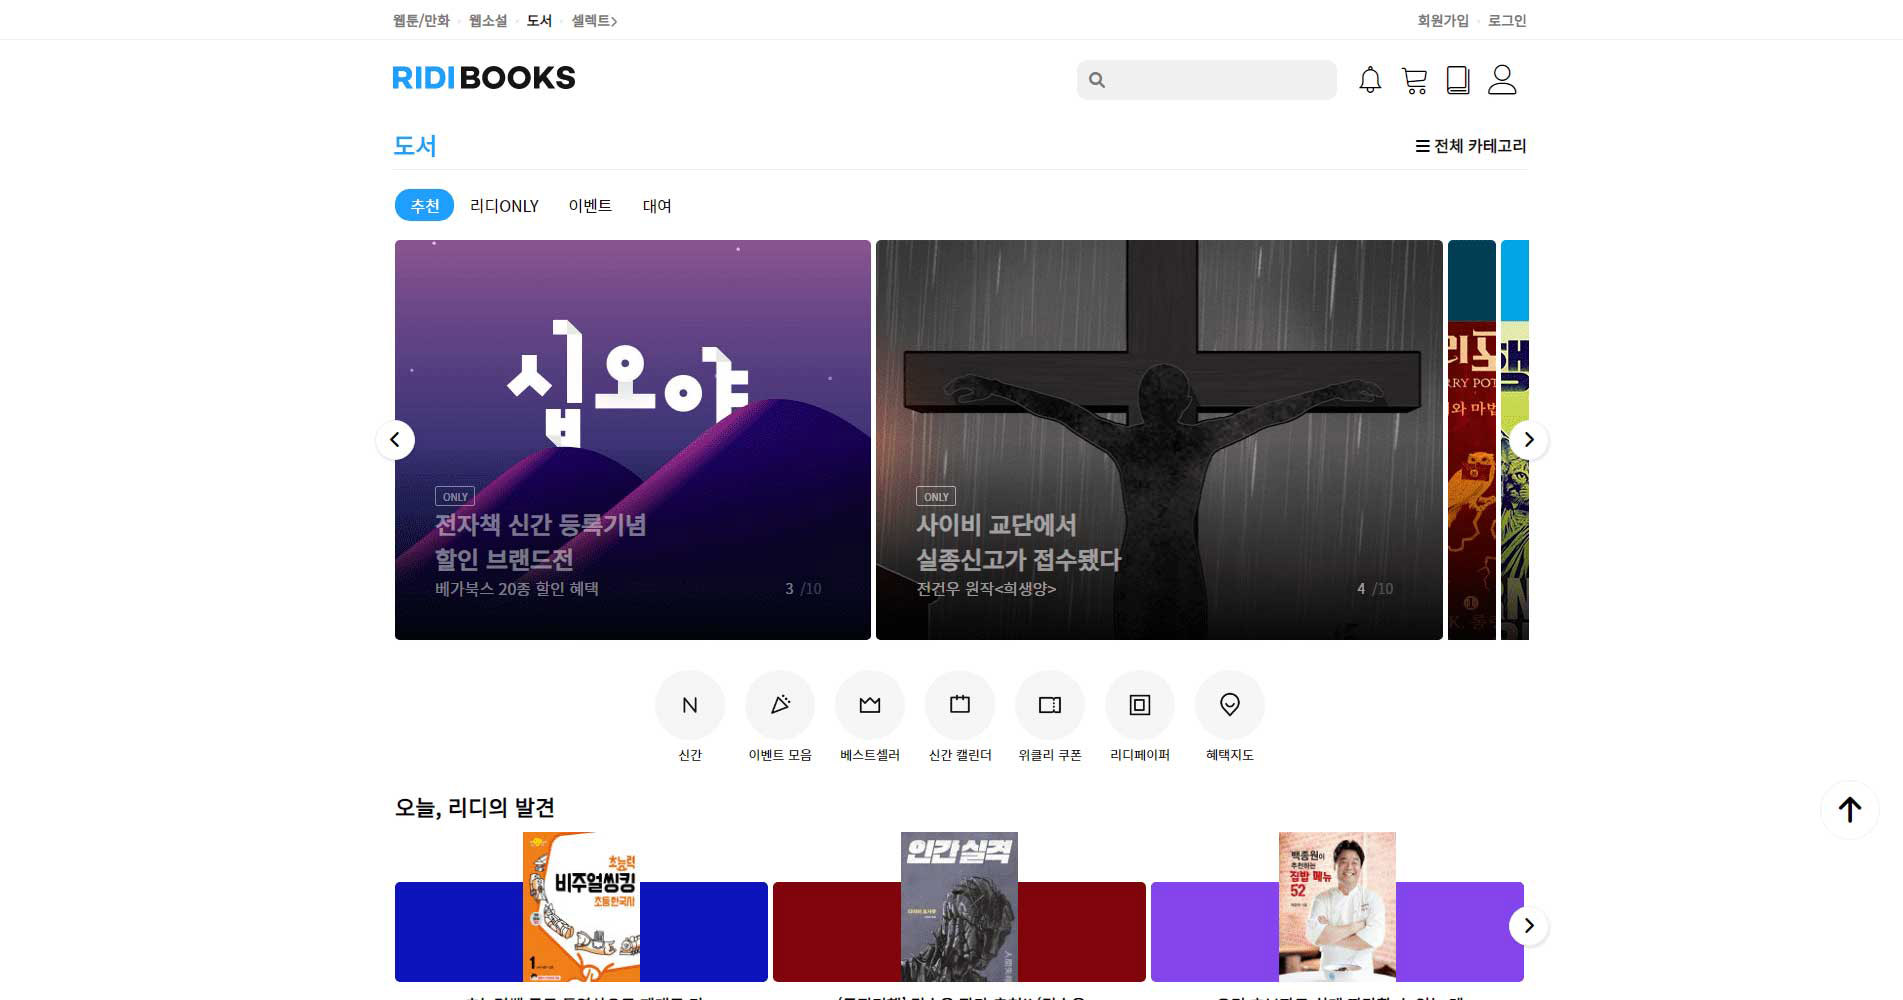 웹툰/만화 웹소설 도서 셀렉트
회원가입 로그인
RIDIBOOKS
도서
전체 카테고리
추천 리디ONLY 이벤트 대여
십오야
ONLY
전자책 신간 등록기념
할인 브랜드전
베가북스 20종 할인 혜택
3 /10
ONLY
사이비 교단에서
실종신고가 접수됐다
전건우 원작<희생양>
4 /10
신간 이벤트 모음 베스트셀러 신간 캘린더 위클리 쿠폰 리디페이퍼 혜택지도
오늘, 리디의 발견
초능력
비주얼씽킹
초등한국사
1
인간 실격
백종원이
추천하는
집밥 메뉴
52